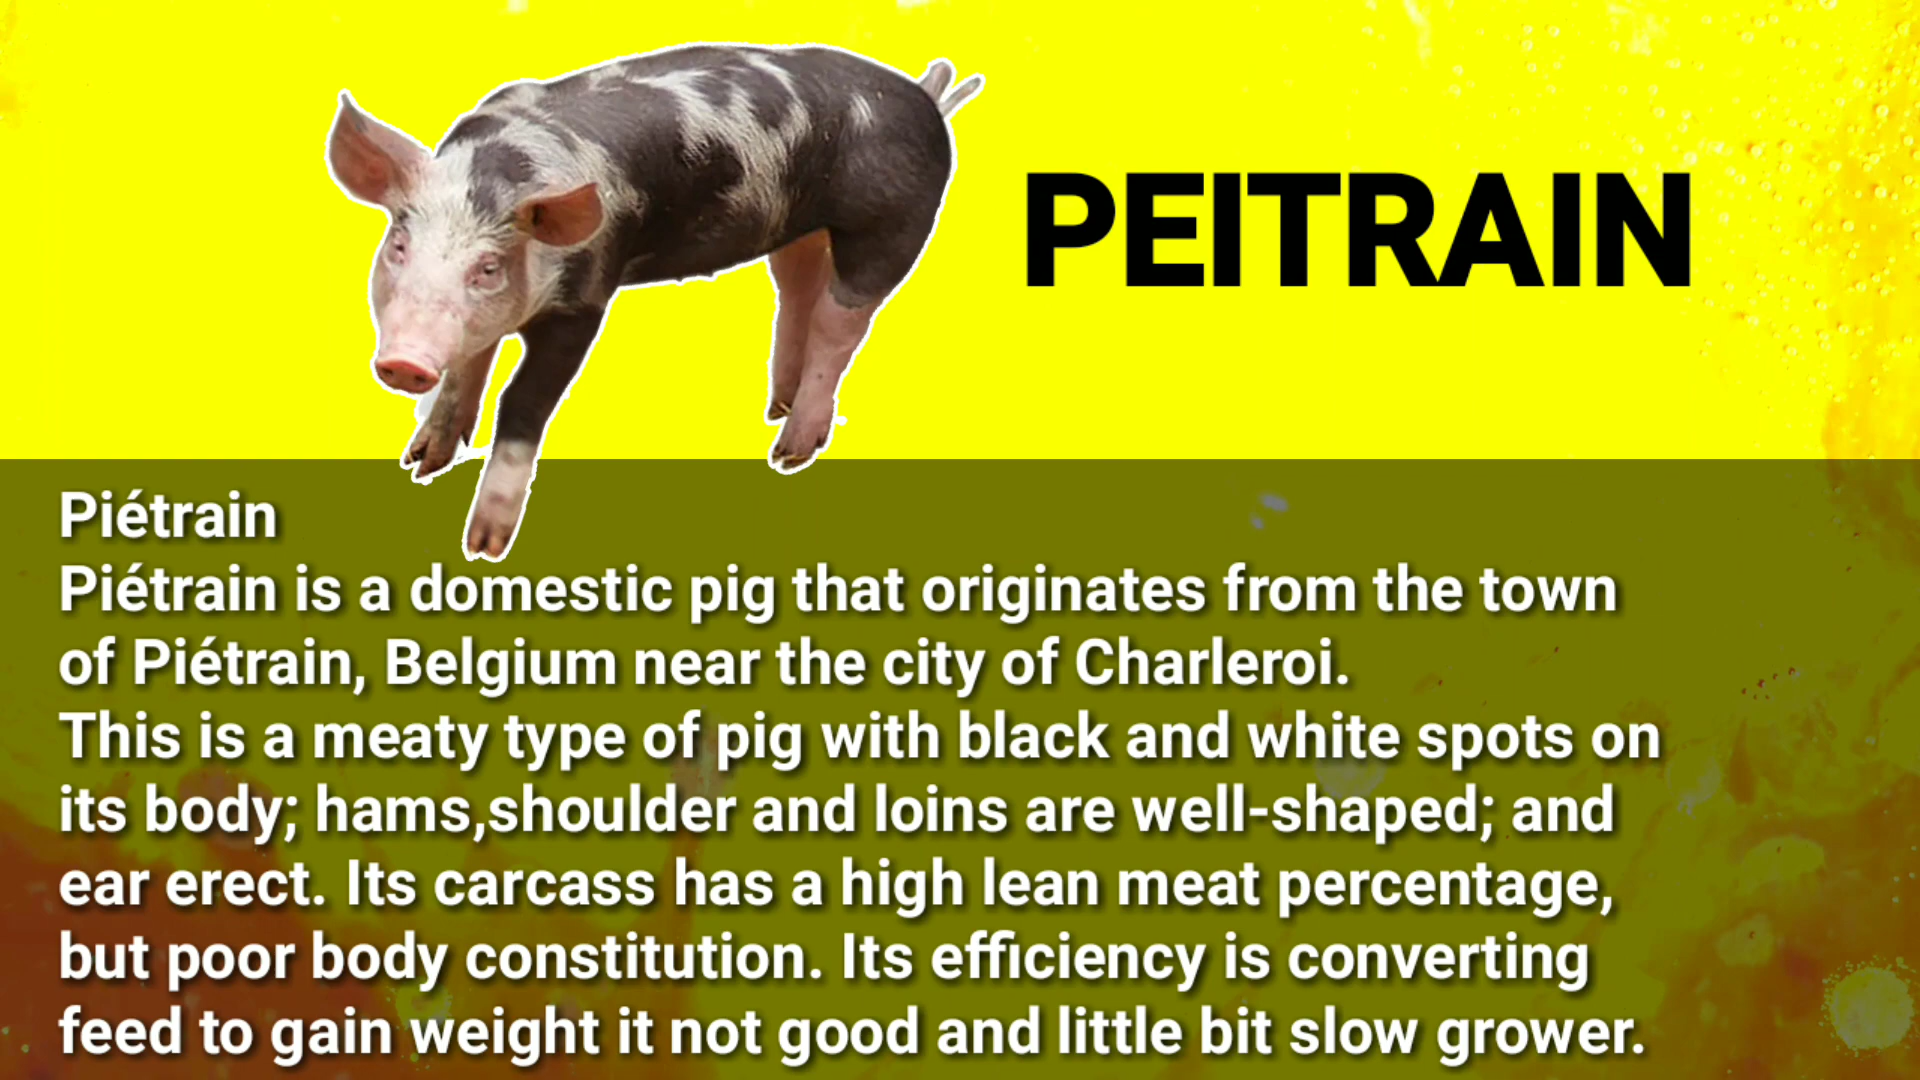 PEITRAIN
Piétrain
Piétrain is a domestic pig that originates from the town
of Piétrain, Belgium near the city of Charleroi.
This is a meaty type of pig with black and white spots on
its body; hams,shoulder and loins are well-shaped; and
ear erect. Its carcass has a high lean meat percentage,
but poor body constitution. Its efficiency is converting
feed to gain weight it not good and little bit slow grower.